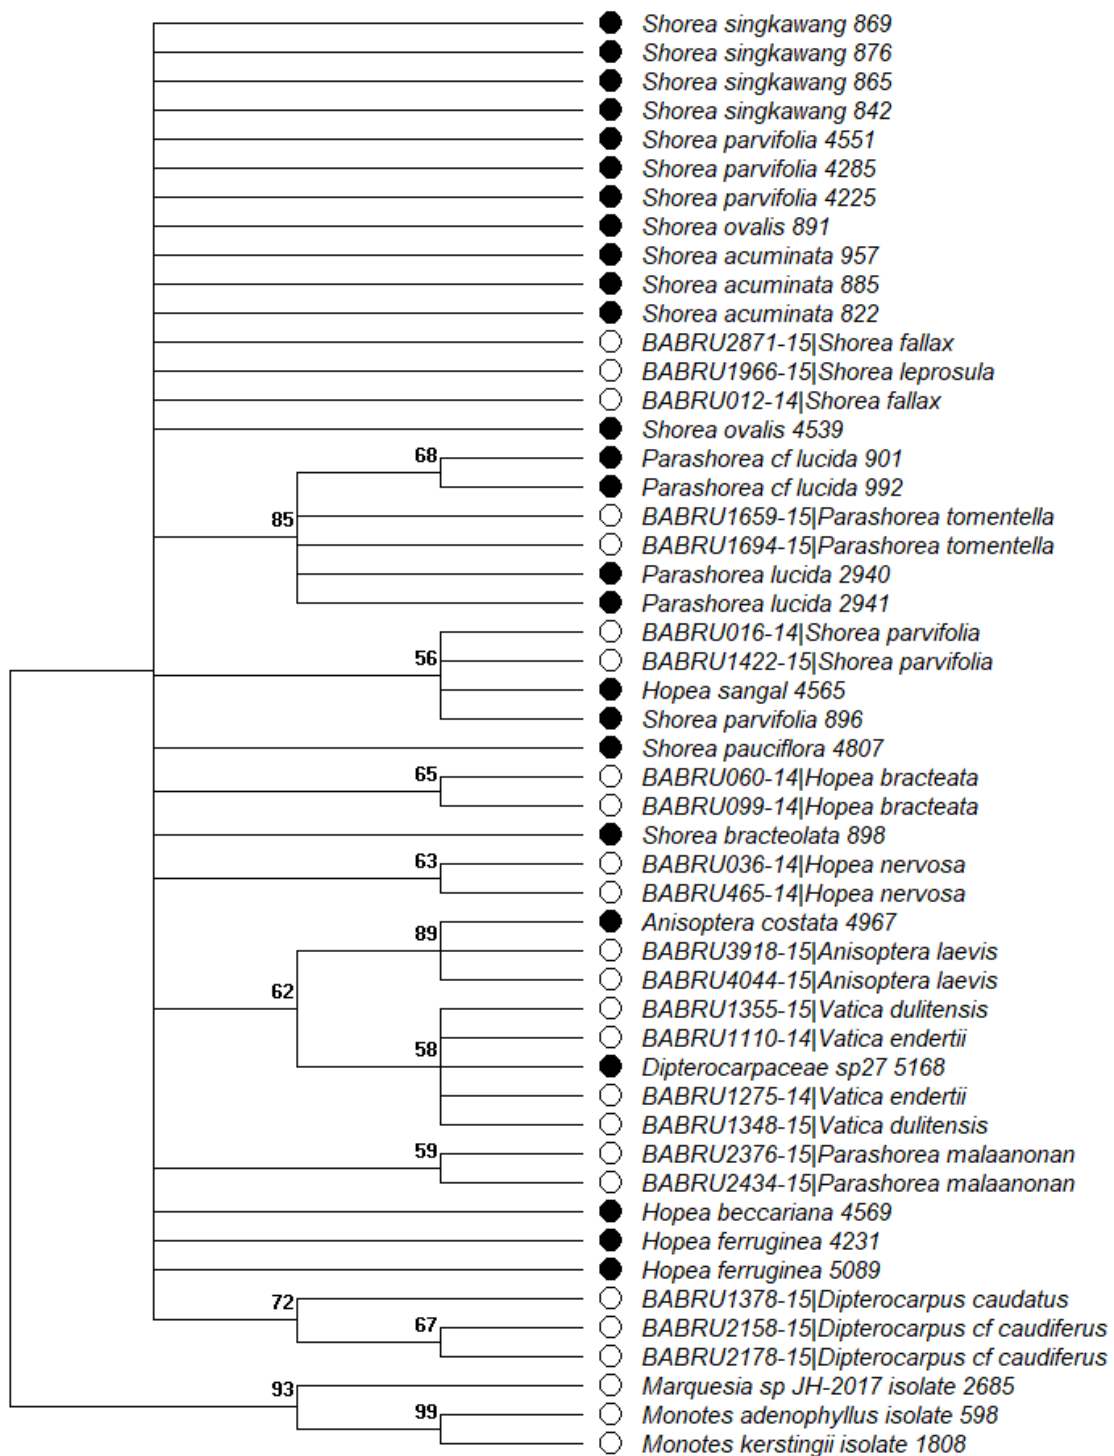 Shorea singkawang 869
Shorea singkawang 876
Shorea singkawang 865
Shorea singkawang 842
Shorea parvifolia 4551
Shorea parvifolia 4285
Shorea parvifolia 4225
Shorea ovalis 891
Shorea acuminata 957
Shorea acuminata 885
Shorea acuminata 822
BABRU2871-15|Shorea fallax
BABRU1966-15|Shorea leprosula
BABRU012-14|Shorea fallax
Shorea ovalis 4539
68
Parashorea cf lucida 901
Parashorea cf lucida 992
85
BABRU1659-15|Parashorea tomentella
BABRU1694-15|Parashorea tomentella
Parashorea lucida 2940
Parashorea lucida 2941
BABRU016-14|Shorea parvifolia
56
BABRU1422-15|Shorea parvifolia
Hopea sangal 4565
Shorea parvifolia 896
Shorea pauciflora 4807
65
BABRU060-14|Hopea bracteata
BABRU099-14|Hopea bracteata
Shorea bracteolata 898
63
BABRU036-14|Hopea nervosa
BABRU465-14|Hopea nervosa
Anisoptera costata 4967
89
BABRU3918-15|Anisoptera laevis
BABRU4044-15|Anisoptera laevis
62
BABRU1355-15|Vatica dulitensis
BABRU1110-14|Vatica endertii
58
Dipterocarpaceae sp27 5168
BABRU1275-14|Vatica endertii
BABRU1348-15|Vatica dulitensis
59
BABRU2376-15|Parashorea malaanonan
BABRU2434-15|Parashorea malaanonan
Hopea beccariana 4569
Hopea ferruginea 4231
Hopea ferruginea 5089
72
BABRU1378-15|Dipterocarpus caudatus
67
BABRU2158-15|Dipterocarpus cf caudiferus
BABRU2178-15|Dipterocarpus cf caudiferus
93
Marquesia sp JH-2017 isolate 2685
99
Monotes adenophyllus isolate 598
Monotes kerstingii isolate 1808